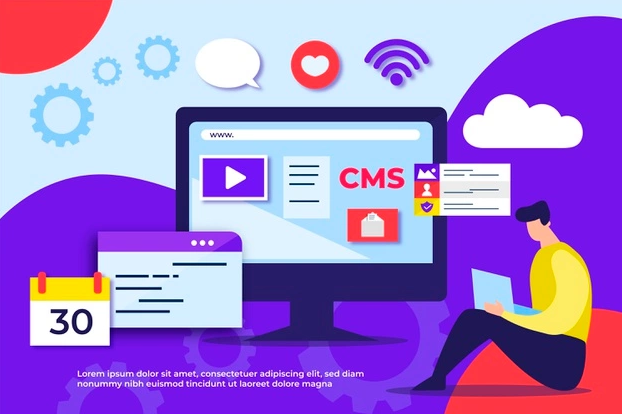 www.
CMS
30
Lorem ipsum dolor sit amet, consectetuer adipiscing elit, sed diam
nonummy nibh euismod tincidunt ut laoreet dolore magna